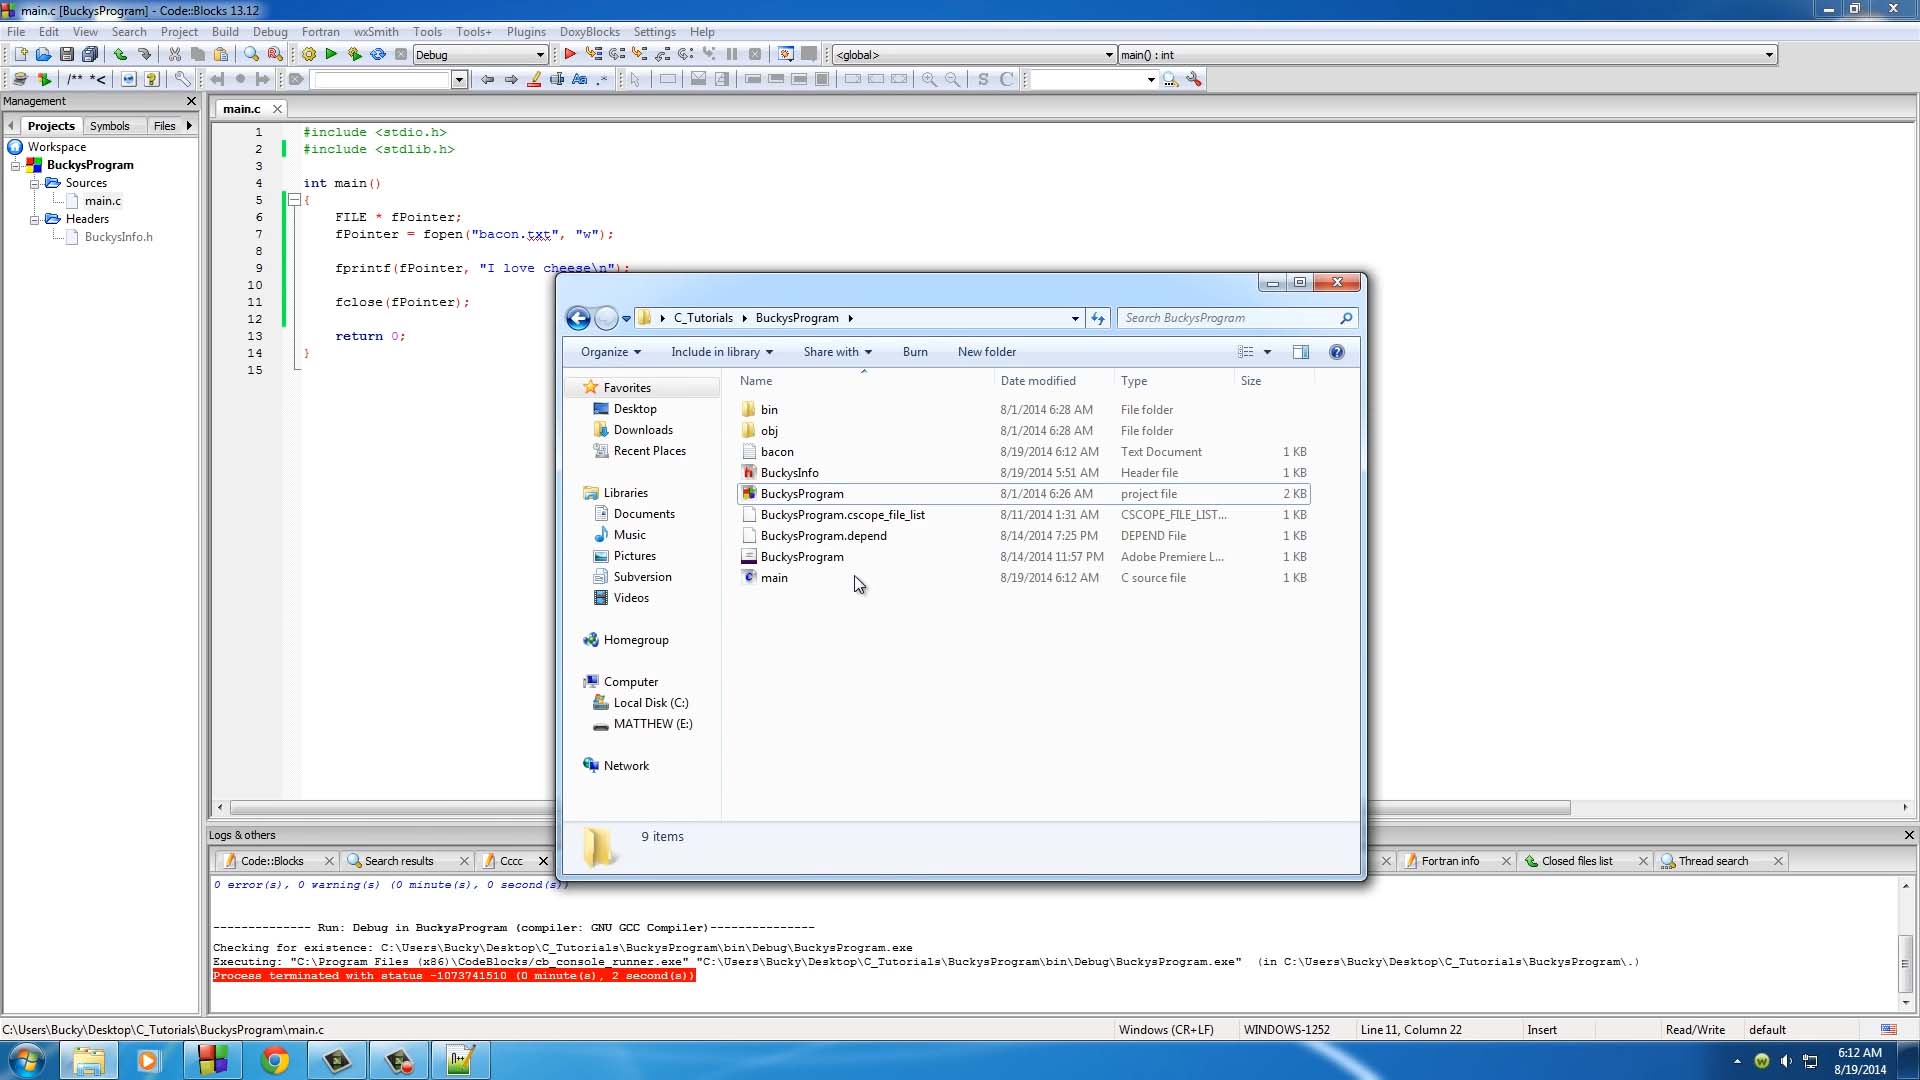 main.c [BuckysProgram] - Code::Blocks 13.12
File Edit View Search Project Build Debug Fortran wxSmith Tools Tools+ Plugins DoxyBlocks Settings Help
Debug <global> main() : int
/** *<
Aa .* S C
Management
Projects Symbols Files
Workspace
BuckysProgram
Sources
main.c
Headers
BuckysInfo.h
main.c
1 #include <stdio.h>
2 #include <stdlib.h>
3
4 int main()
5 {
6 FILE * fPointer;
7 fPointer = fopen("bacon.txt", "w");
8
9 fprintf(fPointer, "I love cheese\n");
10
11 fclose(fPointer);
12
13 return 0;
14 }
15
C_Tutorials BuckysProgram Search BuckysProgram
Organize Include in library Share with Burn New folder
Favorites
Desktop
Downloads
Recent Places
Libraries
Documents
Music
Pictures
Subversion
Videos
Homegroup
Computer
Local Disk (C:)
MATTHEW (E:)
Network
Name Date modified Type Size
bin 8/1/2014 6:28 AM File folder
obj 8/1/2014 6:28 AM File folder
bacon 8/19/2014 6:12 AM Text Document 1 KB
BuckysInfo 8/19/2014 5:51 AM Header file 1 KB
BuckysProgram 8/1/2014 6:26 AM project file 2 KB
BuckysProgram.cscope_file_list 8/11/2014 1:31 AM CSCOPE_FILE_LIST... 1 KB
BuckysProgram.depend 8/14/2014 7:25 PM DEPEND File 1 KB
BuckysProgram 8/14/2014 11:57 PM Adobe Premiere L... 1 KB
main 8/19/2014 6:12 AM C source file 1 KB
9 items
Logs & others
Code::Blocks Search results Cccc Fortran info Closed files list Thread search
0 error(s), 0 warning(s) (0 minute(s), 0 second(s))
-------------- Run: Debug in BuckysProgram (compiler: GNU GCC Compiler)---------------
Checking for existence: C:\Users\Bucky\Desktop\C_Tutorials\BuckysProgram\bin\Debug\BuckysProgram.exe
Executing: "C:\Program Files (x86)\CodeBlocks/cb_console_runner.exe" "C:\Users\Bucky\Desktop\C_Tutorials\BuckysProgram\bin\Debug\BuckysProgram.exe" (in C:\Users\Bucky\Desktop\C_Tutorials\BuckysProgram\.)
Process terminated with status -1073741510 (0 minute(s), 2 second(s))
C:\Users\Bucky\Desktop\C_Tutorials\BuckysProgram\main.c Windows (CR+LF) WINDOWS-1252 Line 11, Column 22 Insert Read/Write default
6:12 AM
8/19/2014